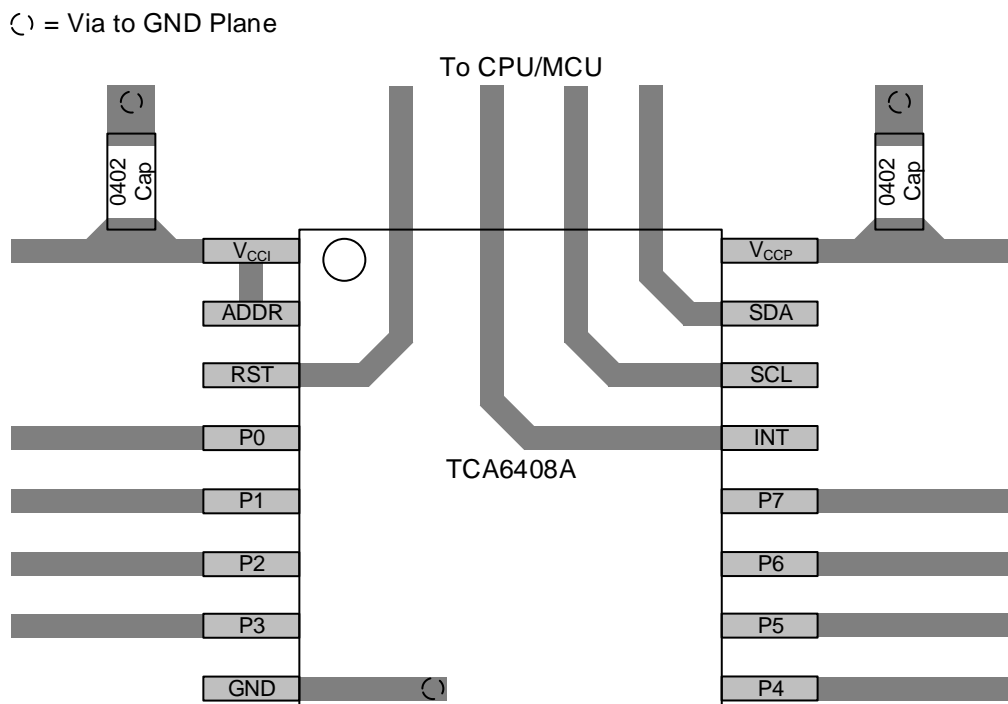 = Via to GND Plane
To CPU/MCU
0402
Cap
0402
Cap
VCCI
VCCP
ADDR
SDA
RST
SCL
P0
INT
TCA6408A
P1
P7
P2
P6
P3
P5
GND
P4